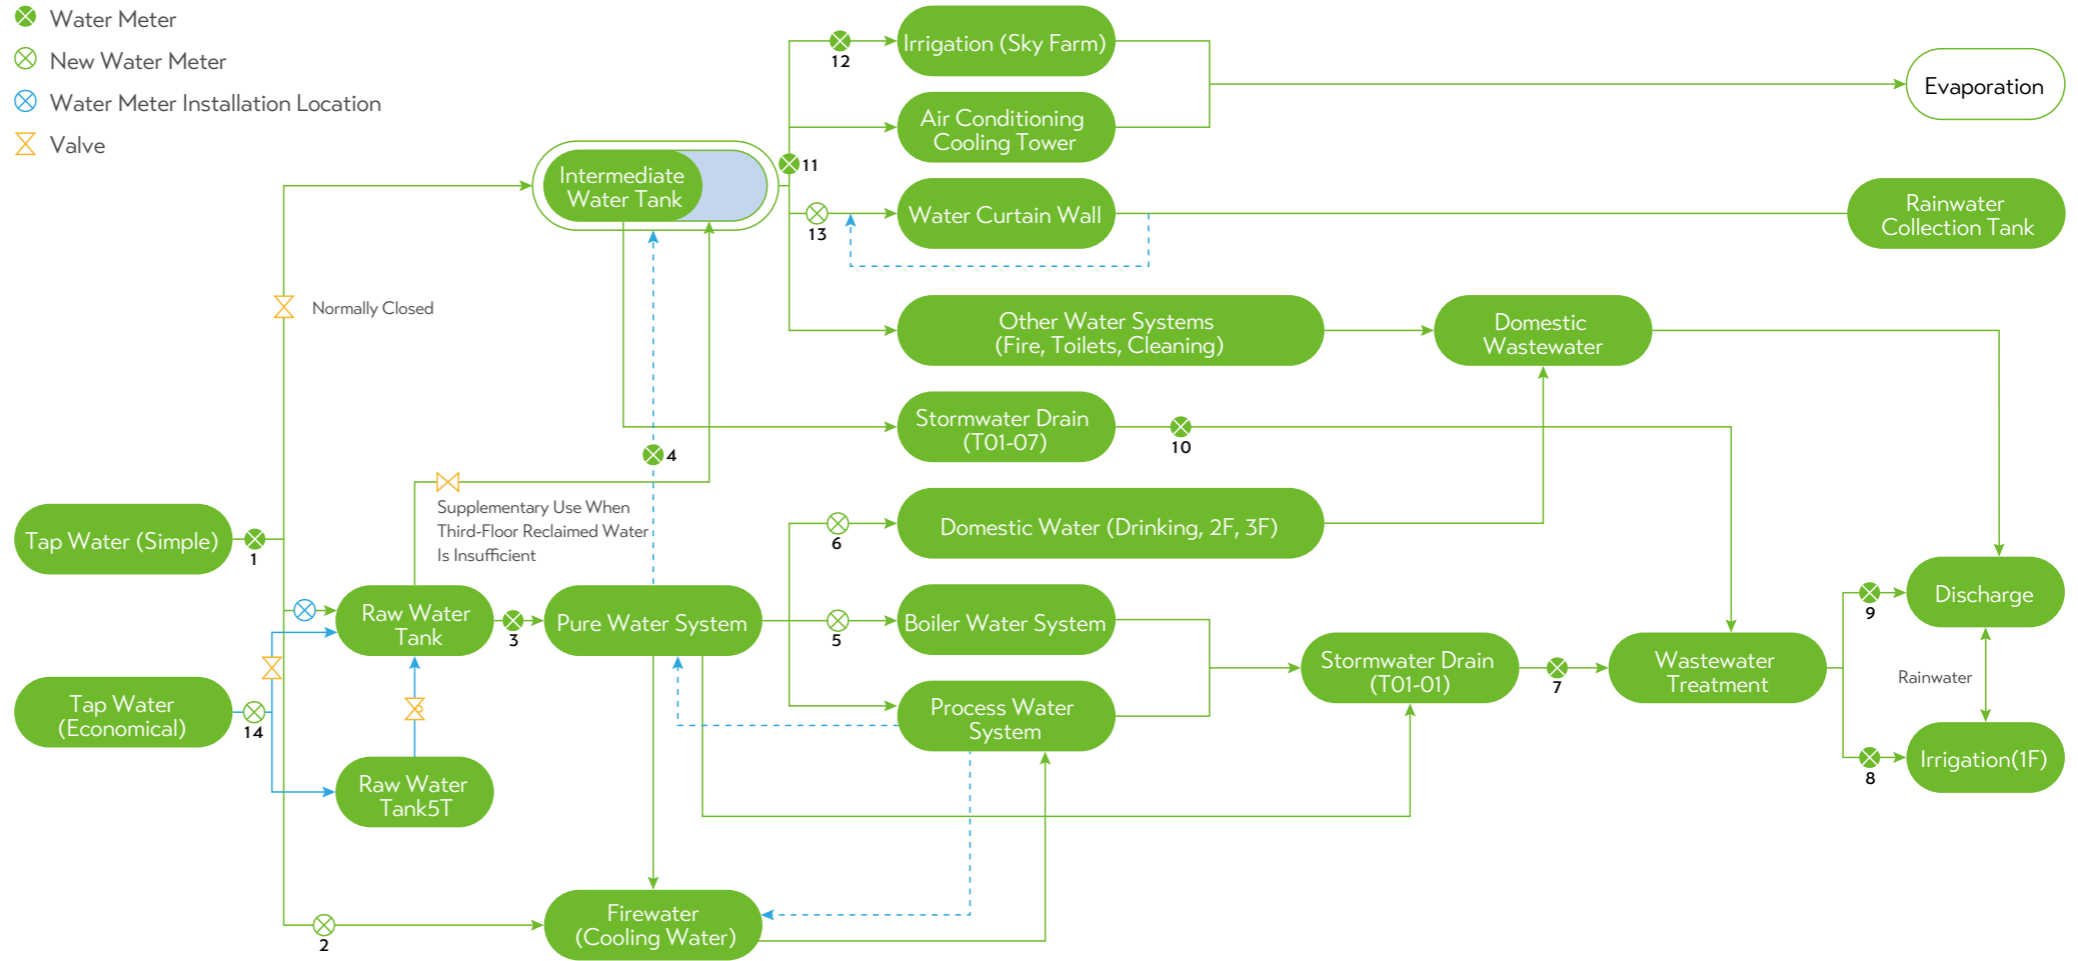 Water Meter
New Water Meter
Water Meter Installation Location
Valve
12
Irrigation (Sky Farm)
Evaporation
Air Conditioning
Cooling Tower
11
Intermediate
Water Tank
13
Water Curtain Wall
Rainwater
Collection Tank
Normally Closed
Other Water Systems
(Fire, Toilets, Cleaning)
Domestic
Wastewater
Stormwater Drain
(T01-07)
10
4
Supplementary Use When
Third-Floor Reclaimed Water
Is Insufficient
Tap Water (Simple)
1
6
Domestic Water (Drinking, 2F, 3F)
Raw Water
Tank
3
Pure Water System
5
Boiler Water System
Stormwater Drain
(T01-01)
7
Wastewater
Treatment
9
Discharge
Rainwater
8
Irrigation(1F)
Tap Water
(Economical)
14
Process Water
System
Raw Water
Tank5T
2
Firewater
(Cooling Water)